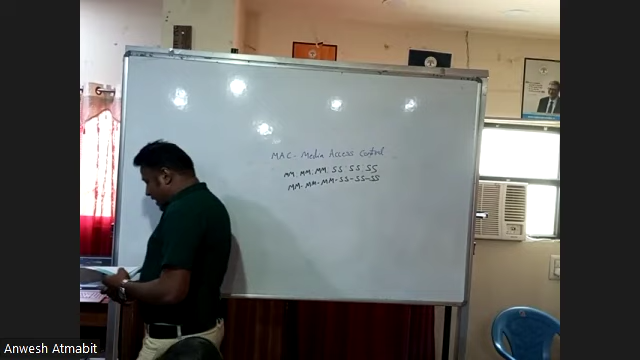 MAC - Media Access Control
MM. MM. MM. SS. SS. SS
MM- MM- MM- SS- SS- SS
Anwesh Atmabit